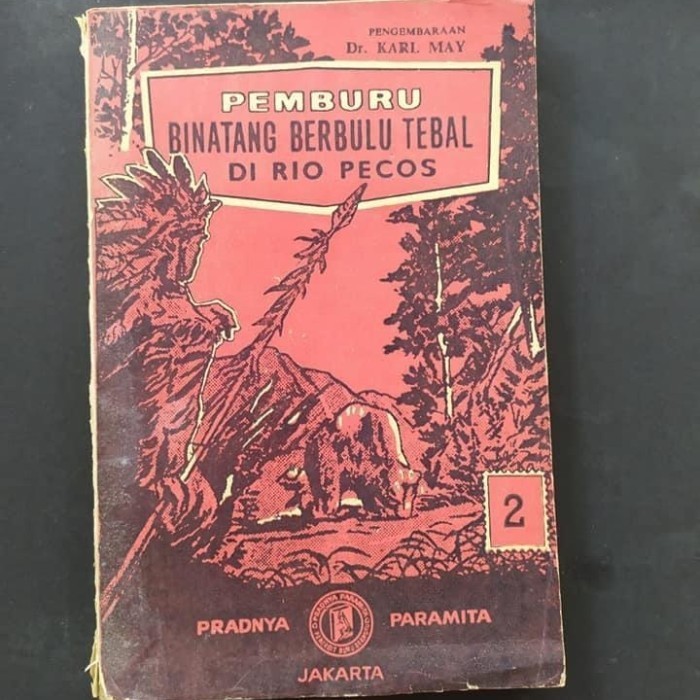 PENGEMBARAAN
Dr. KARL MAY
PEMBURU
BINATANG BERBULU TEBAL
DI RIO PECOS
2
PRADNYA PARAMITA
JAKARTA